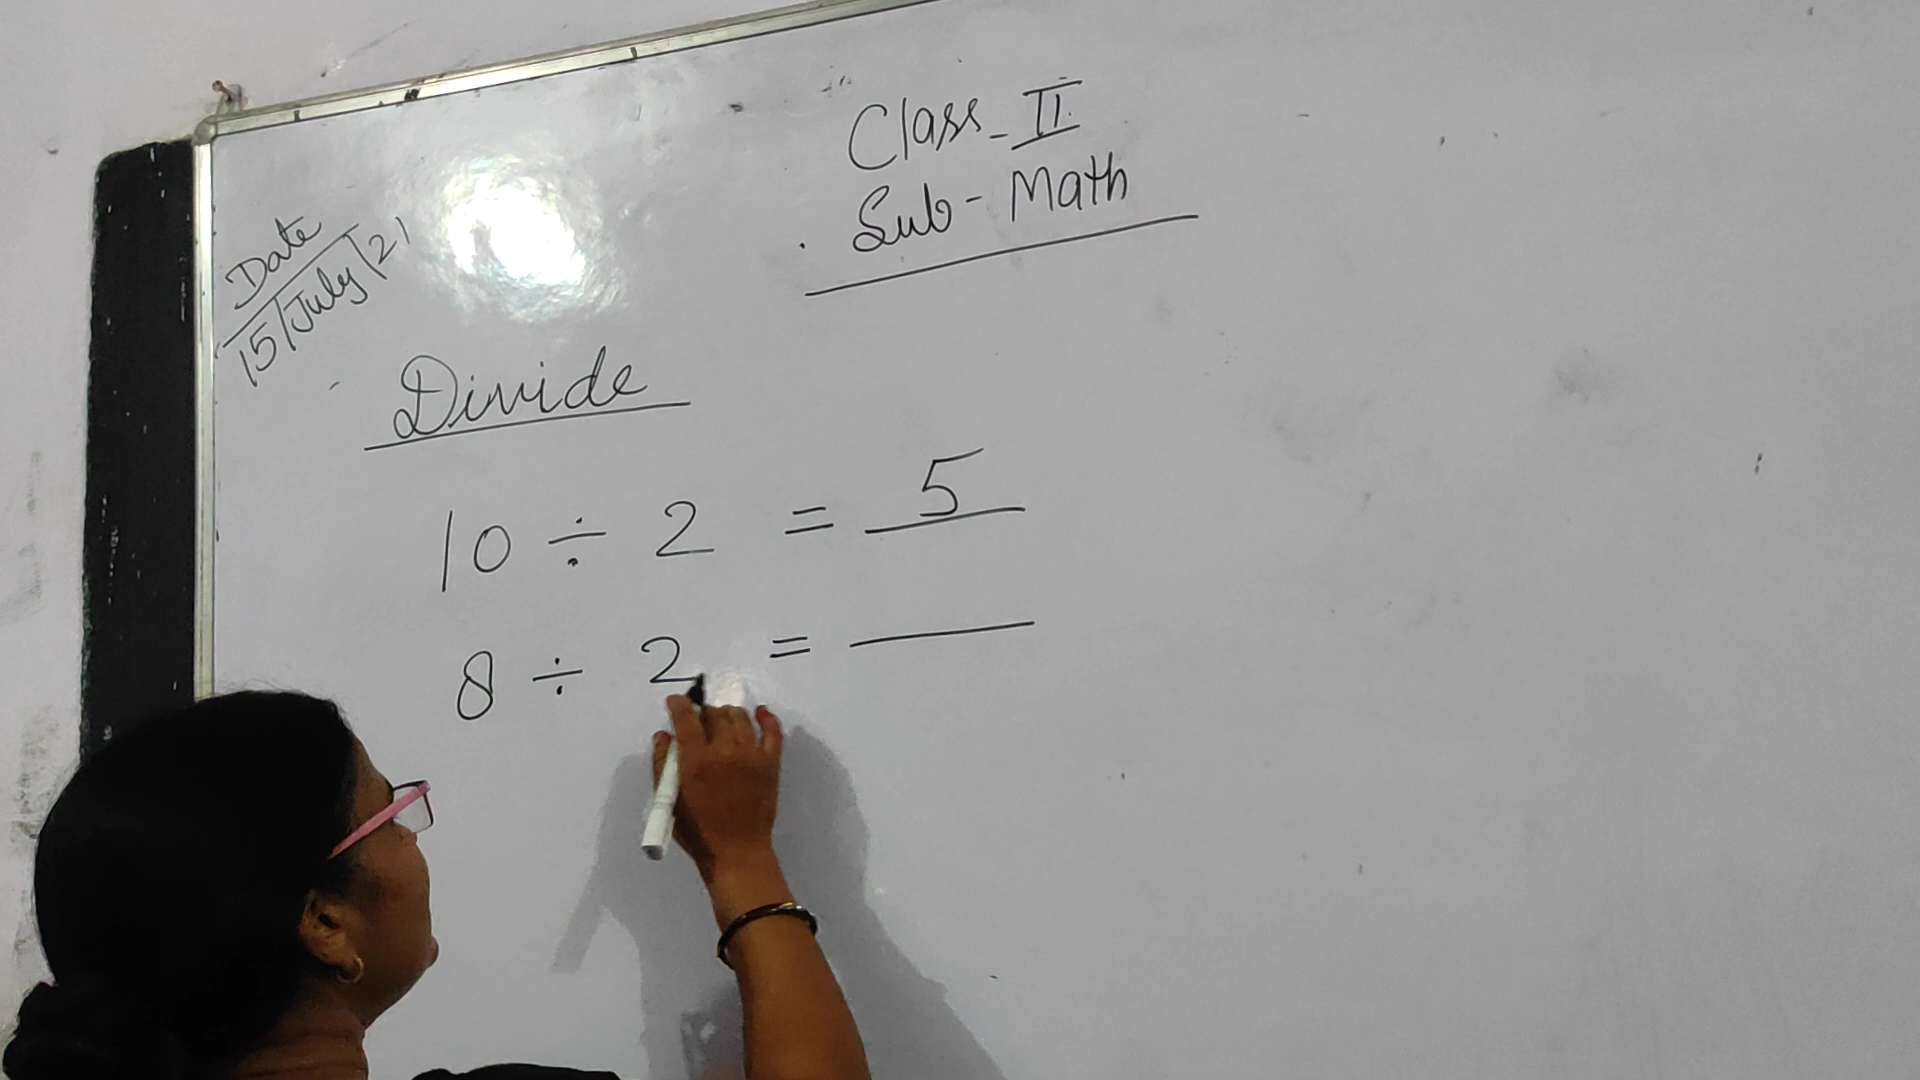 Class - II.
Sub - Math
Date
15/July/21
Divide
10 ÷ 2 = 5
8 ÷ 2 =